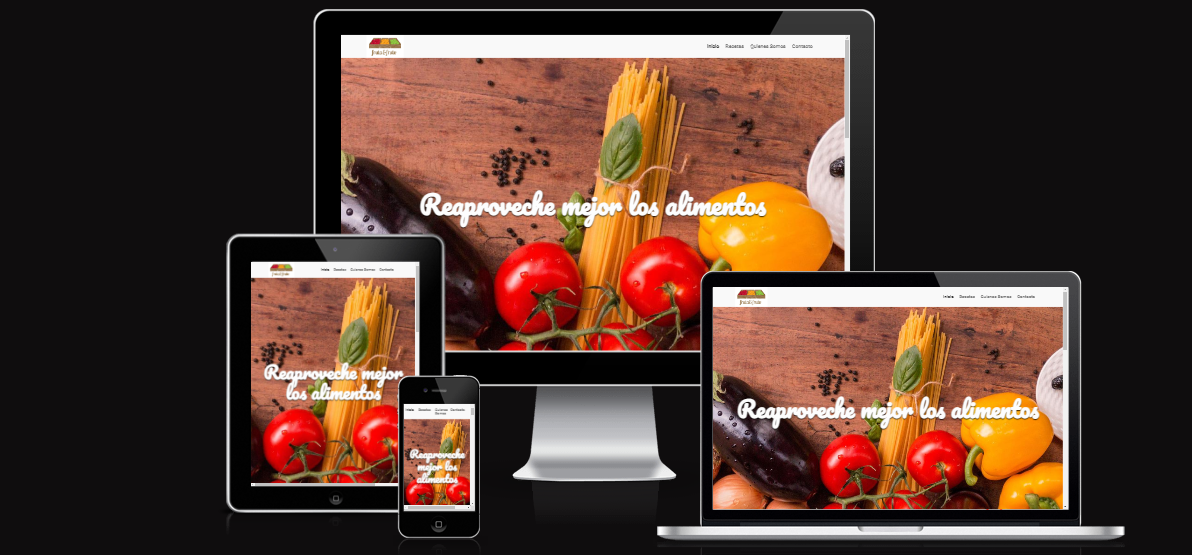 Inicio Recetas Quienes Somos Contacto
Reaproveche mejor los alimentos
Inicio Recetas Quienes Somos Contacto
Reaproveche mejor
los alimentos
Inicio Recetas Quienes Somos Contacto
Reaproveche
mejor los
alimentos
Inicio Recetas Quienes Somos Contacto
Reaproveche mejor los alimentos